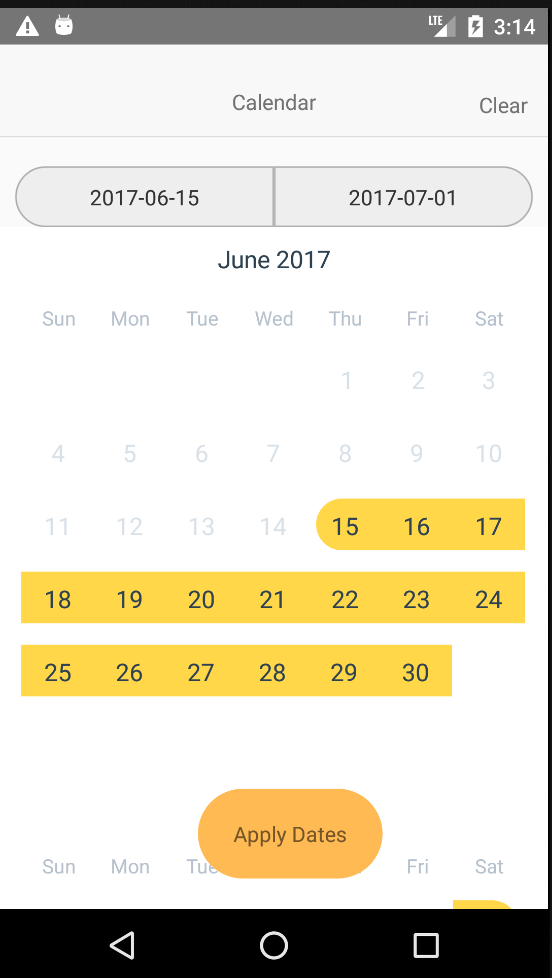 LTE 3:14
Calendar Clear
2017-06-15 2017-07-01
June 2017
Sun Mon Tue Wed Thu Fri Sat
1 2 3
4 5 6 7 8 9 10
11 12 13 14 15 16 17
18 19 20 21 22 23 24
25 26 27 28 29 30
Apply Dates
Sun Mon Tue Fri Sat